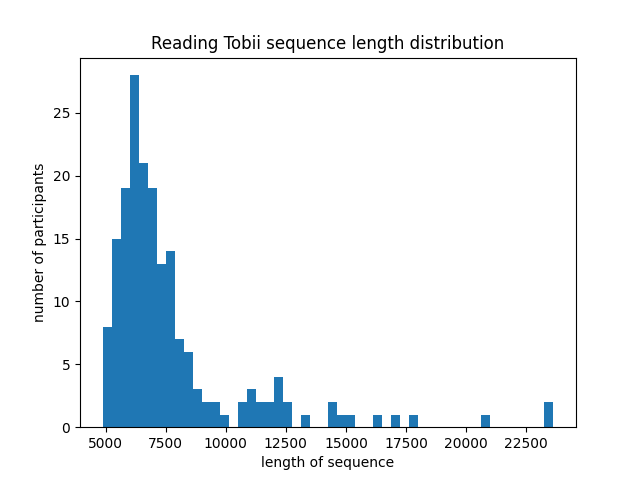 Reading Tobii sequence length distribution
number of participants
25
20
15
10
5
0
5000 7500 10000 12500 15000 17500 20000 22500
length of sequence